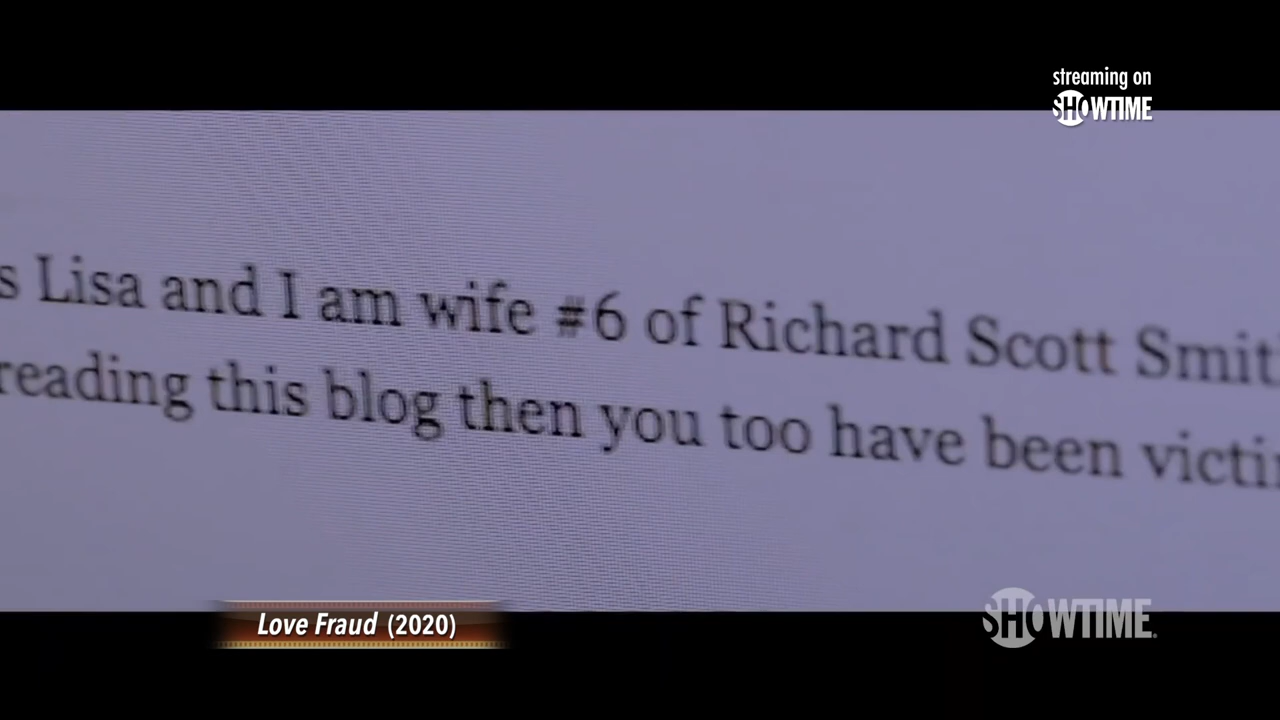 streaming on
SHOWTIME
s Lisa and I am wife #6 of Richard Scott Smit
reading this blog then you too have been victi
Love Fraud (2020)
SHOWTIME